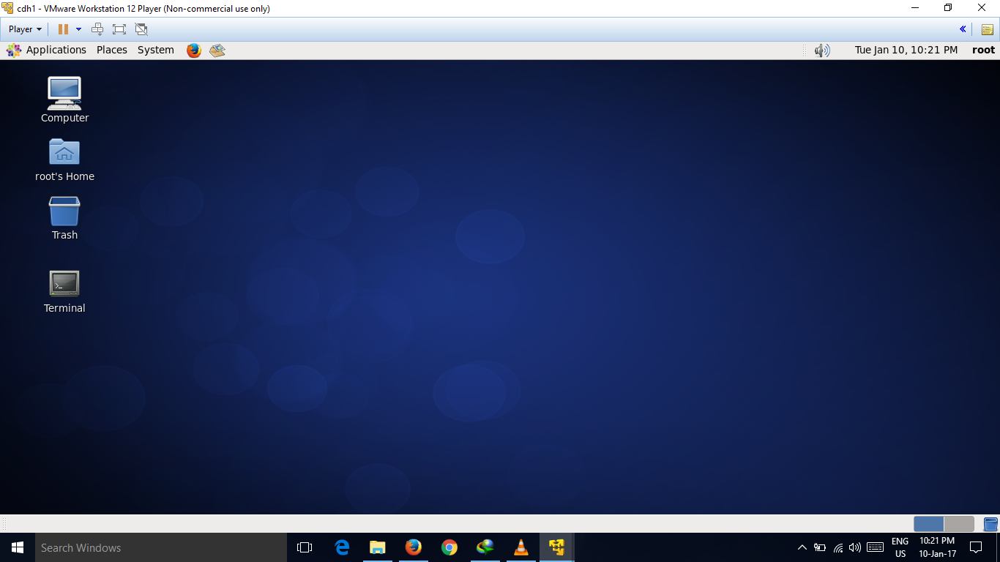 cdh1 - VMware Workstation 12 Player (Non-commercial use only)
Player
Applications Places System Tue Jan 10, 10:21 PM root
Computer
root's Home
Trash
Terminal
Search Windows
ENG 10:21 PM
US 10-Jan-17